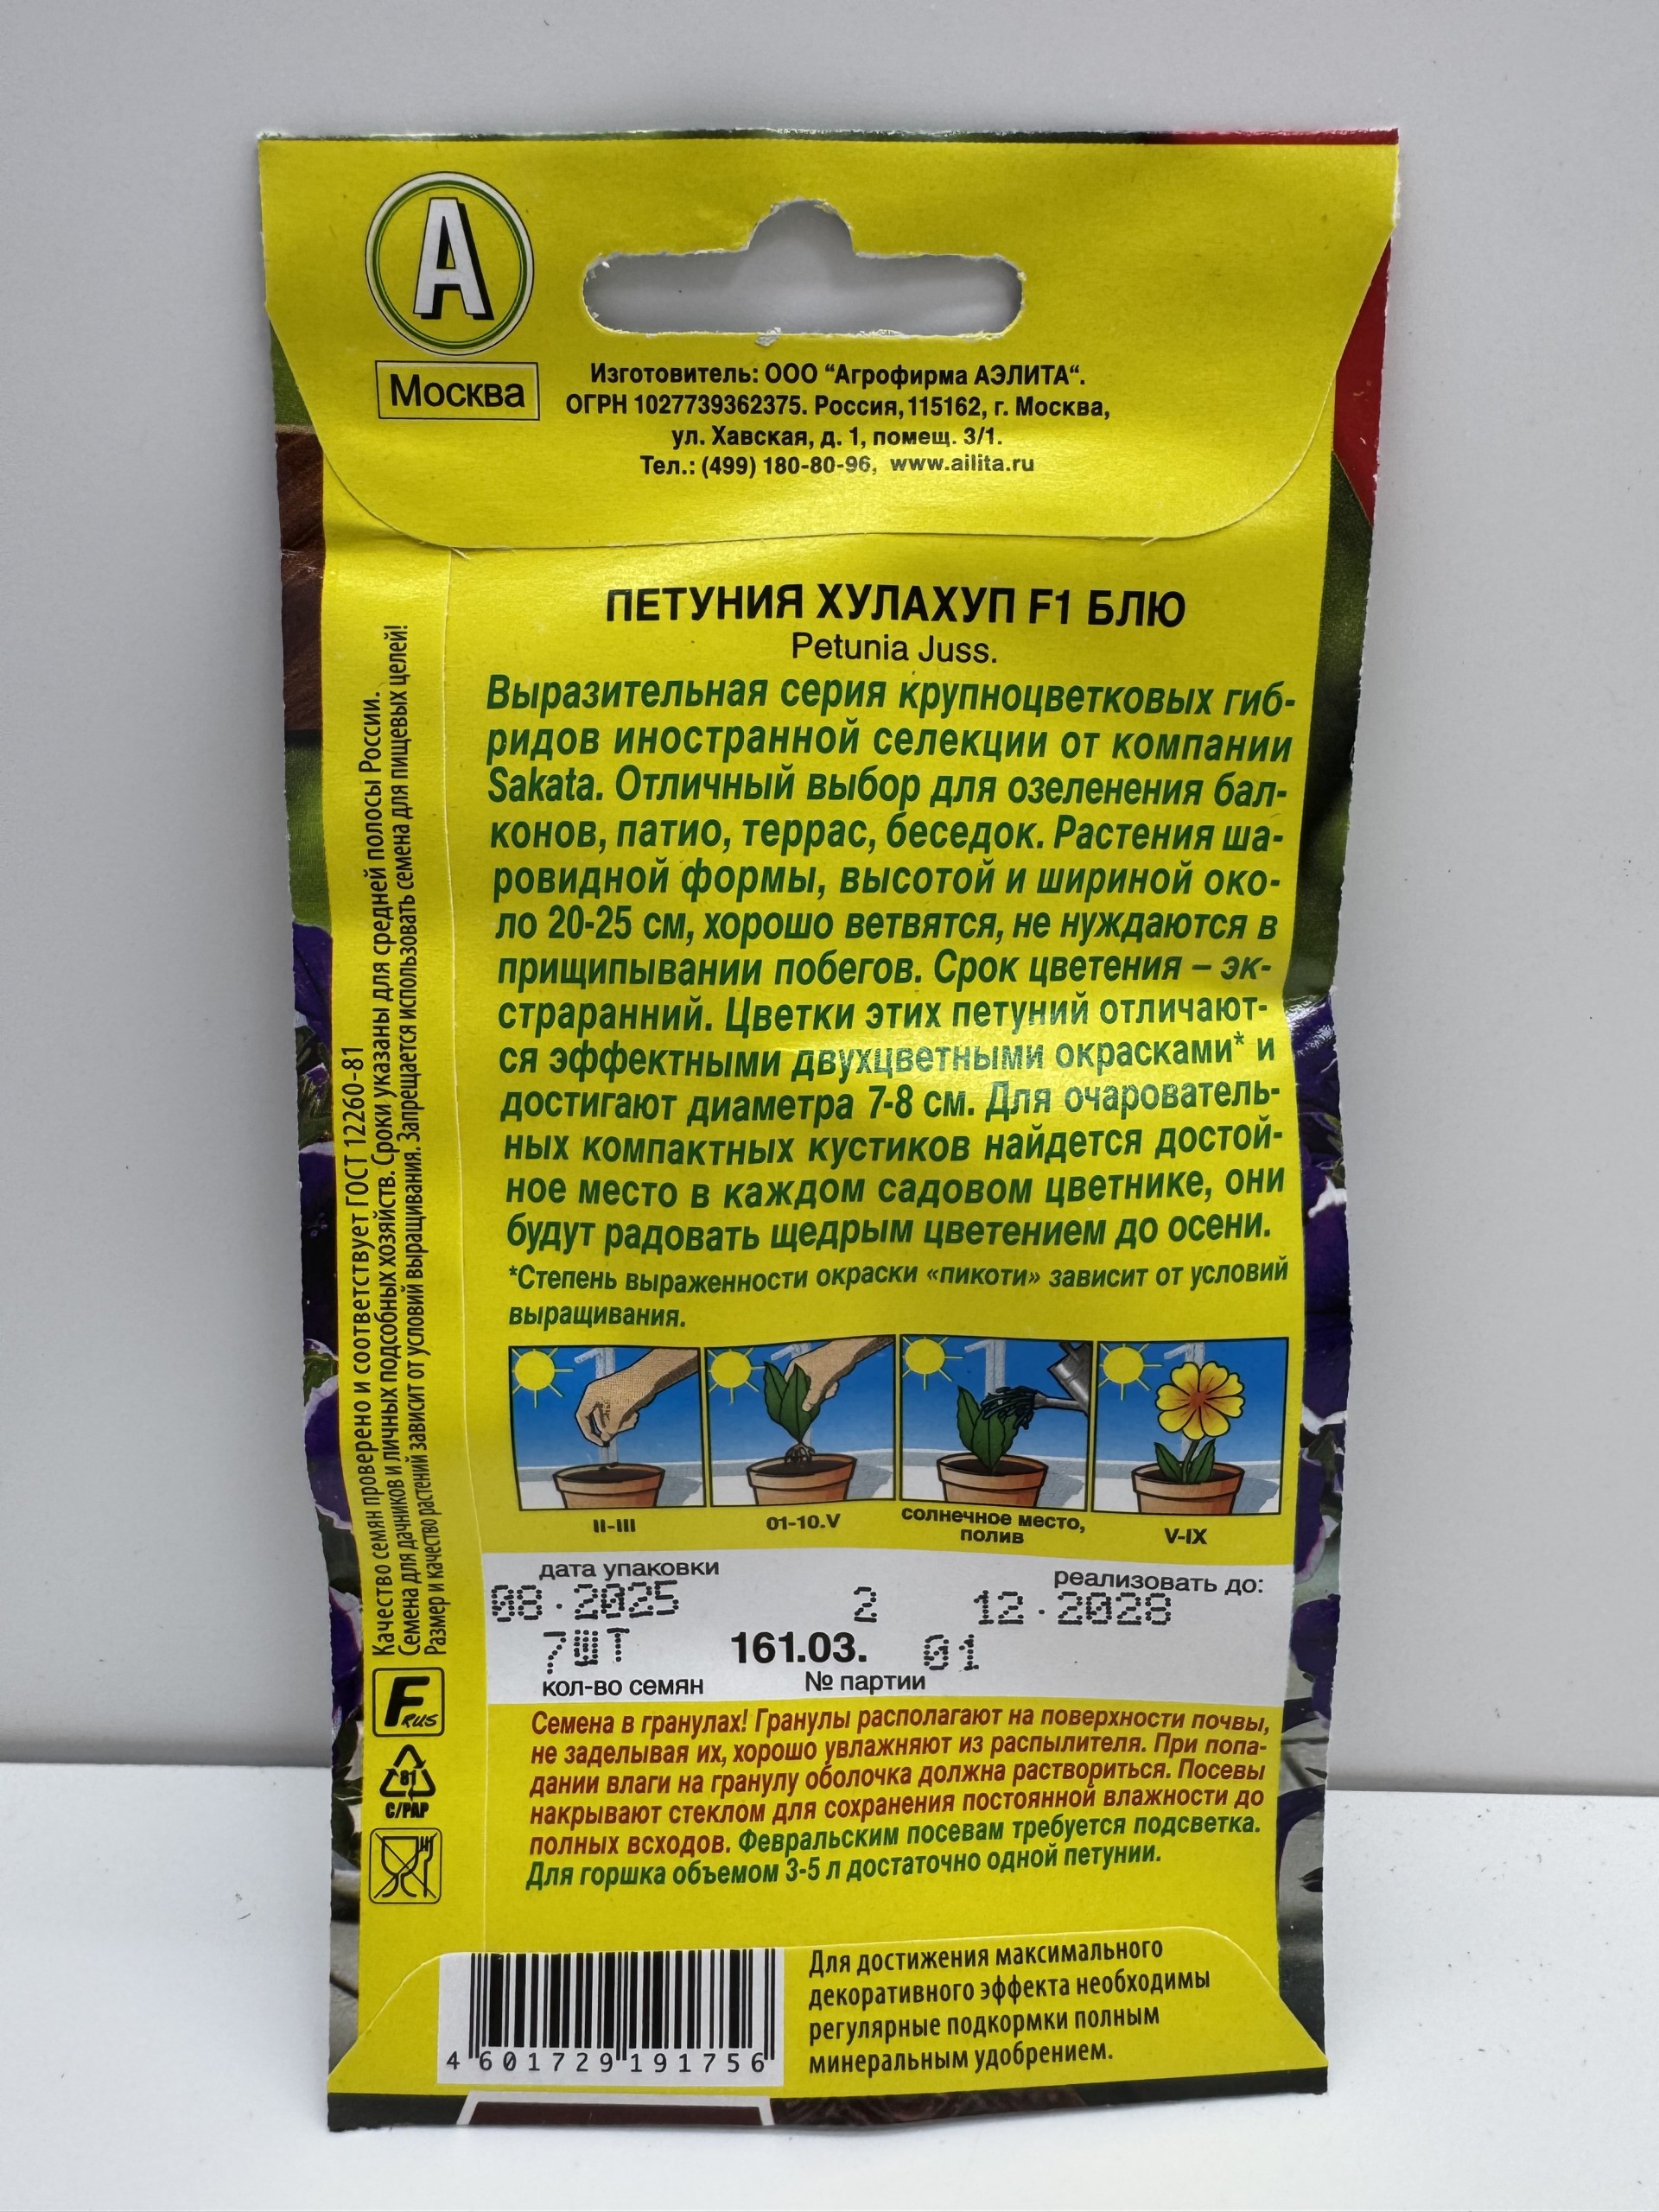 А
Москва
Изготовитель: ООО “Агрофирма АЭЛИТА“.
ОГРН 1027739362375. Россия, 115162, г. Москва,
ул. Хавская, д. 1, помещ. 3/1.
Тел.: (499) 180-80-96, www.ailita.ru
ПЕТУНИЯ ХУЛАХУП F1 БЛЮ
Petunia Juss.
Выразительная серия крупноцветковых гиб-
ридов иностранной селекции от компании
Sakata. Отличный выбор для озеленения бал-
конов, патио, террас, беседок. Растения ша-
ровидной формы, высотой и шириной око-
ло 20-25 см, хорошо ветвятся, не нуждаются в
прищипывании побегов. Срок цветения – эк-
страранний. Цветки этих петуний отличают-
ся эффектными двухцветными окрасками* и
достигают диаметра 7-8 см. Для очарователь-
ных компактных кустиков найдется достой-
ное место в каждом садовом цветнике, они
будут радовать щедрым цветением до осени.
*Степень выраженности окраски «пикоти» зависит от условий
выращивания.
II-III
01-10.V
солнечное место,
полив
V-IX
дата упаковки
реализовать до:
08.2025 2 12.2028
7ШТ 161.03. 01
кол-во семян № партии
Семена в гранулах! Гранулы располагают на поверхности почвы,
не заделывая их, хорошо увлажняют из распылителя. При попа-
дании влаги на гранулу оболочка должна раствориться. Посевы
накрывают стеклом для сохранения постоянной влажности до
полных всходов. Февральским посевам требуется подсветка.
Для горшка объемом 3-5 л достаточно одной петунии.
Для достижения максимального
декоративного эффекта необходимы
регулярные подкормки полным
минеральным удобрением.
4 601729 191756
Качество семян проверено и соответствует ГОСТ 12260-81
Семена для дачников и личных подсобных хозяйств. Сроки указаны для средней полосы России.
Размер и качество растений зависит от условий выращивания. Запрещается использовать семена для пищевых целей!
F RUS
81
C/PAP